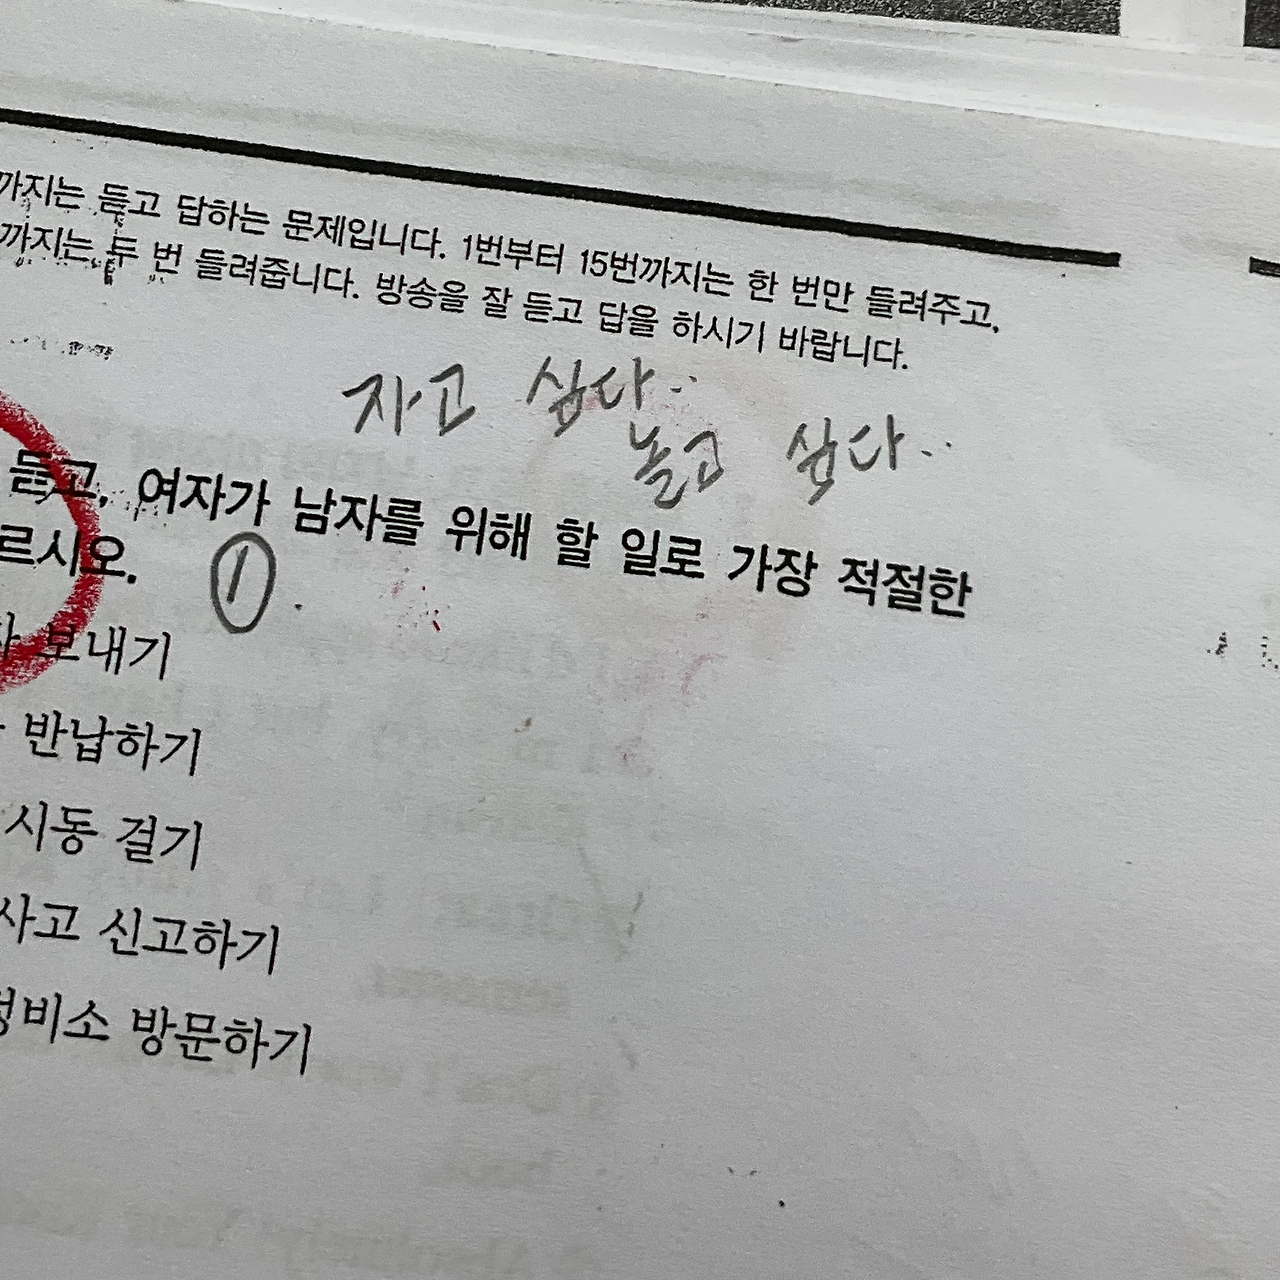 까지는 듣고 답하는 문제입니다. 1번부터 15번까지는 한 번만 들려주고,
까지는 두 번 들려줍니다. 방송을 잘 듣고 답을 하시기 바랍니다.
자고 싶다..
놀고 싶다..
듣고, 여자가 남자를 위해 할 일로 가장 적절한
르시오. ①.
보내기
반납하기
시동 걸기
사고 신고하기
정비소 방문하기